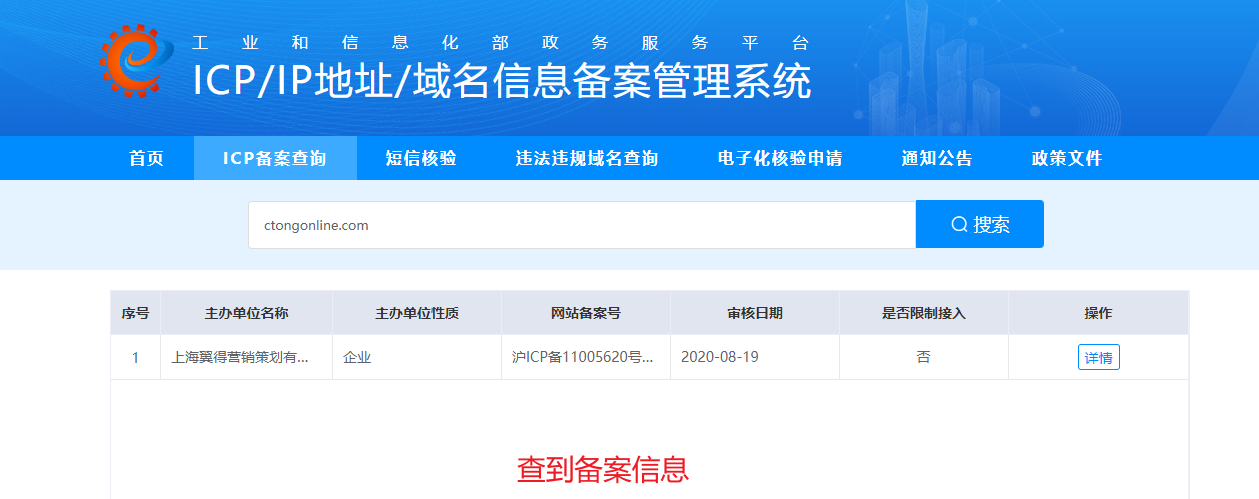 工业和信息化部政务服务平台
ICP/IP地址/域名信息备案管理系统
首页 ICP备案查询 短信核验 违法违规域名查询 电子化核验申请 通知公告 政策文件
ctongonline.com 搜索
序号 主办单位名称 主办单位性质 网站备案号 审核日期 是否限制接入 操作
1 上海翼得营销策划有... 企业 沪ICP备11005620号... 2020-08-19 否 详情
查到备案信息